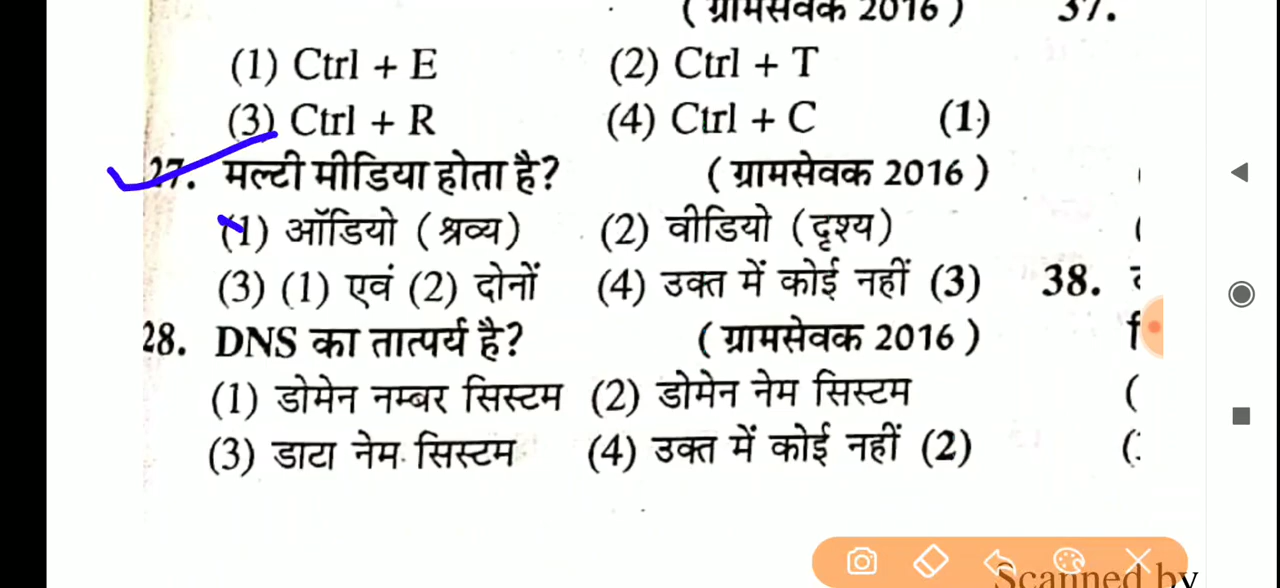 ( ग्रामसेवक 2016 ) 37.
(1) Ctrl + E (2) Ctrl + T
(3) Ctrl + R (4) Ctrl + C (1)
27. मल्टी मीडिया होता है? ( ग्रामसेवक 2016 )
(1) ऑडियो ( श्रव्य ) (2) वीडियो ( दृश्य )
(3) (1) एवं (2) दोनों (4) उक्त में कोई नहीं (3) 38.
28. DNS का तात्पर्य है? ( ग्रामसेवक 2016 )
(1) डोमेन नम्बर सिस्टम (2) डोमेन नेम सिस्टम
(3) डाटा नेम सिस्टम (4) उक्त में कोई नहीं (2)
Scanned by